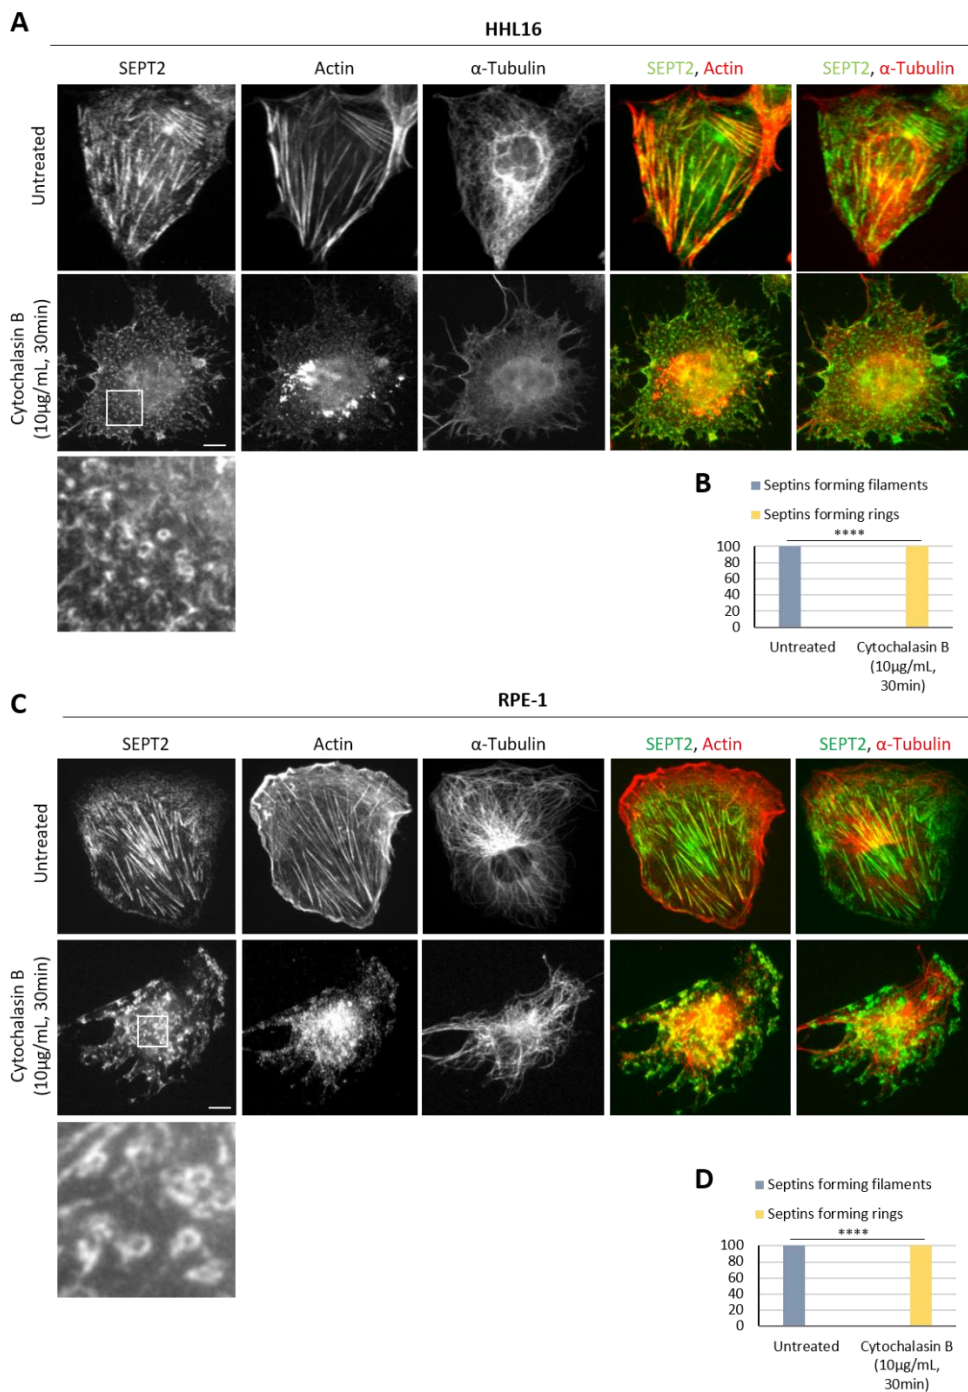 A
HHL16
SEPT2 Actin α-Tubulin SEPT2, Actin SEPT2, α-Tubulin
Untreated
Cytochalasin B
(10µg/mL, 30min)
B
Septins forming filaments
Septins forming rings
****
100
80
60
40
20
0
Untreated Cytochalasin B
(10µg/mL,
30min)
C
RPE-1
SEPT2 Actin α-Tubulin SEPT2, Actin SEPT2, α-Tubulin
Untreated
Cytochalasin B
(10µg/mL, 30min)
D
Septins forming filaments
Septins forming rings
****
100
80
60
40
20
0
Untreated Cytochalasin B
(10µg/mL,
30min)